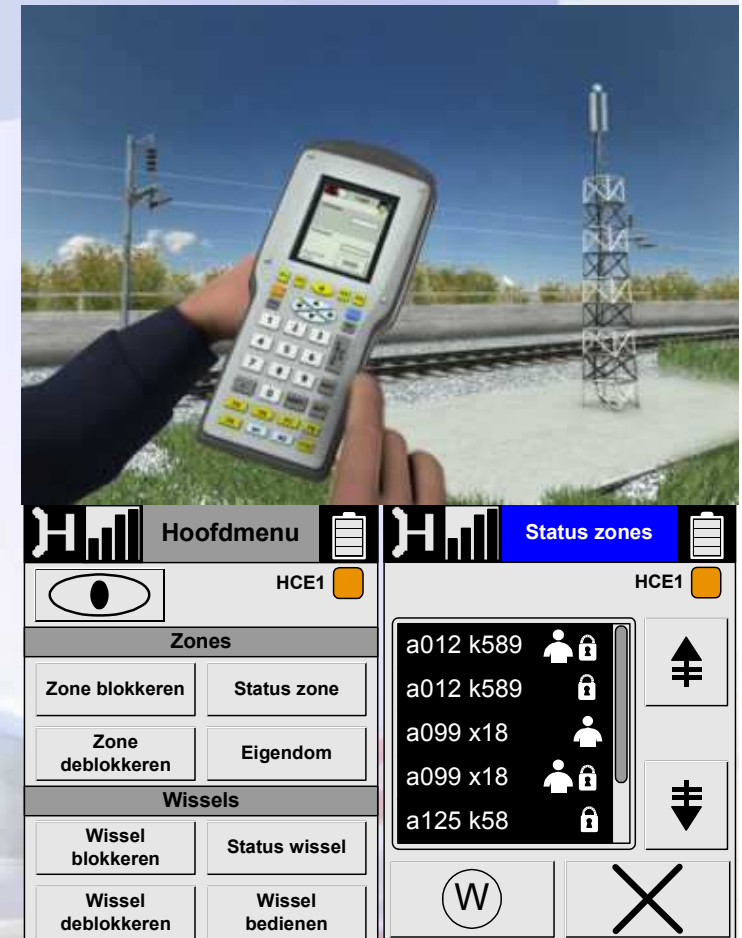 Hoofdmenu
HCE1
Zones
Zone blokkeren
Status zone
Zone
deblokkeren
Eigendom
Wissels
Wissel
blokkeren
Status wissel
Wissel
deblokkeren
Wissel
bedienen
Status zones
HCE1
a012 k589
a012 k589
a099 x18
a099 x18
a125 k58
W